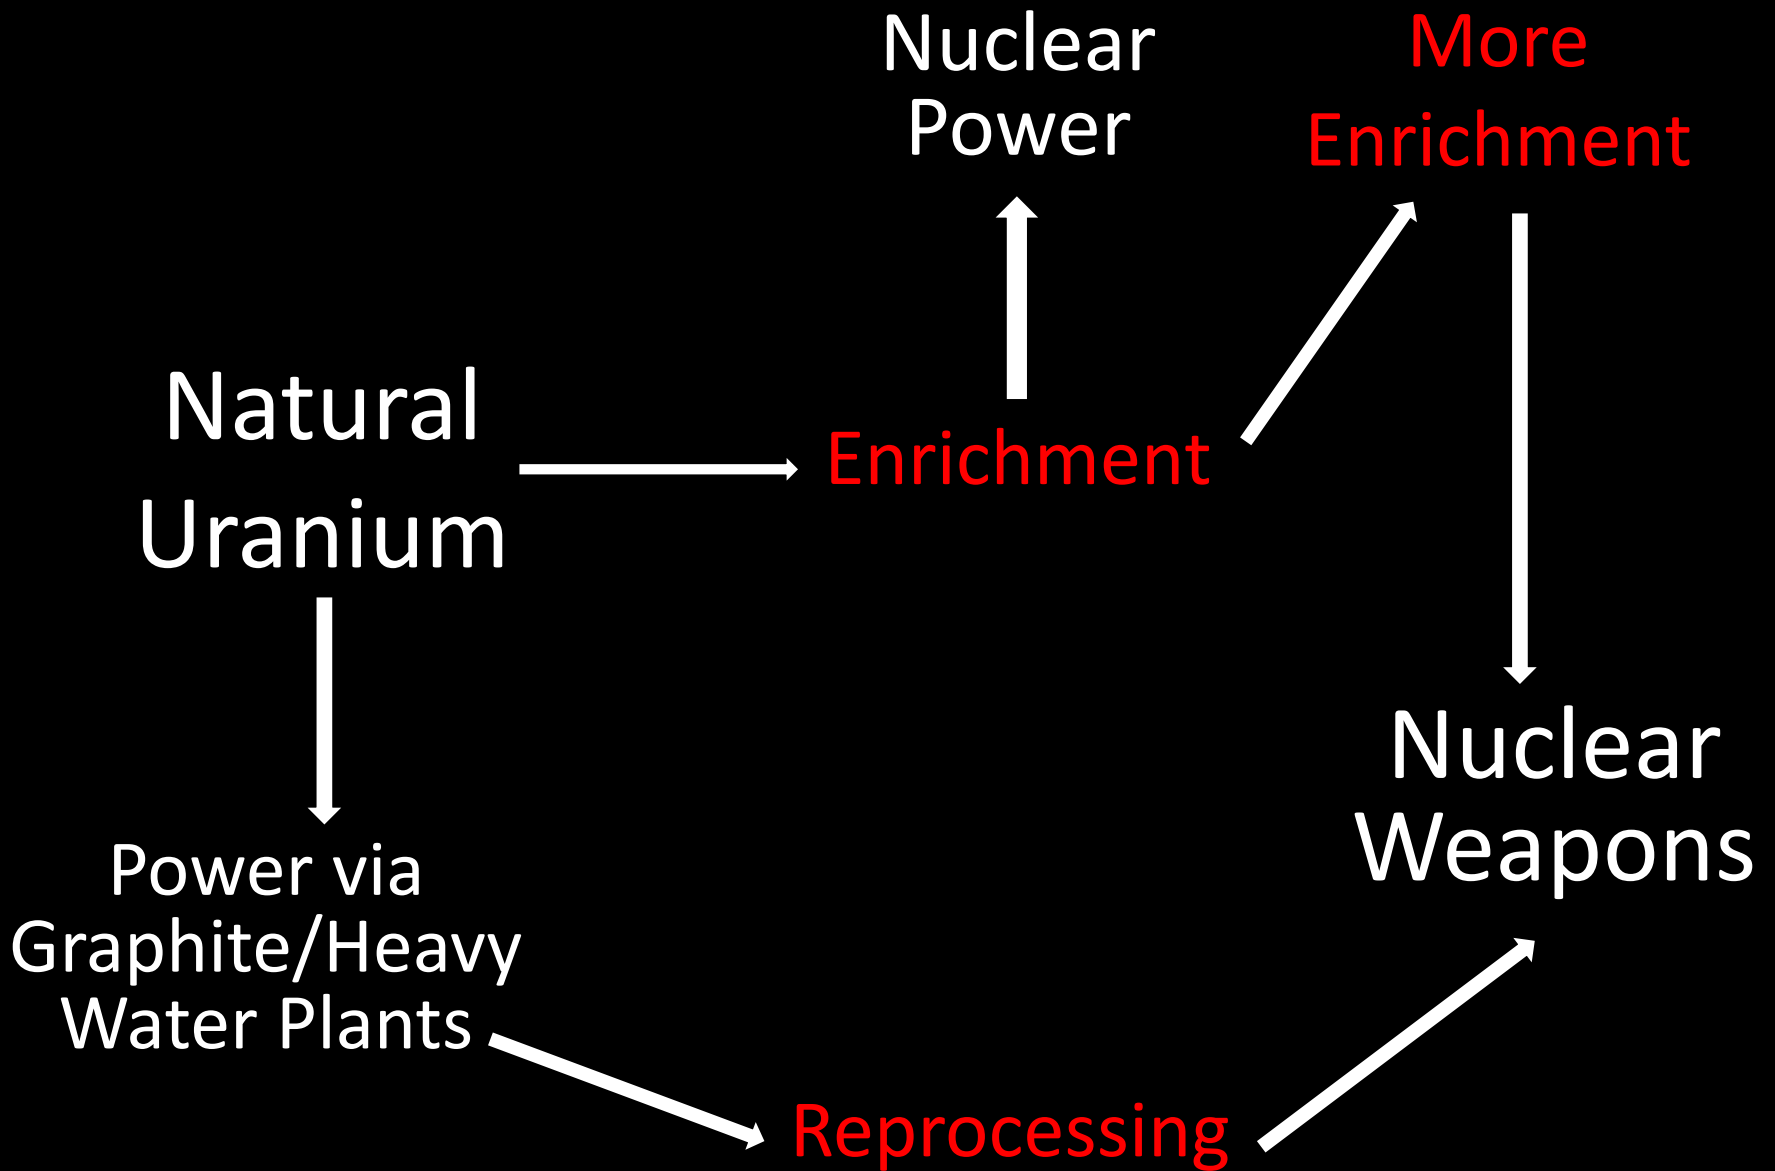 Nuclear
Power
More
Enrichment
Natural
Uranium
Enrichment
Nuclear
Weapons
Power via
Graphite/Heavy
Water Plants
Reprocessing